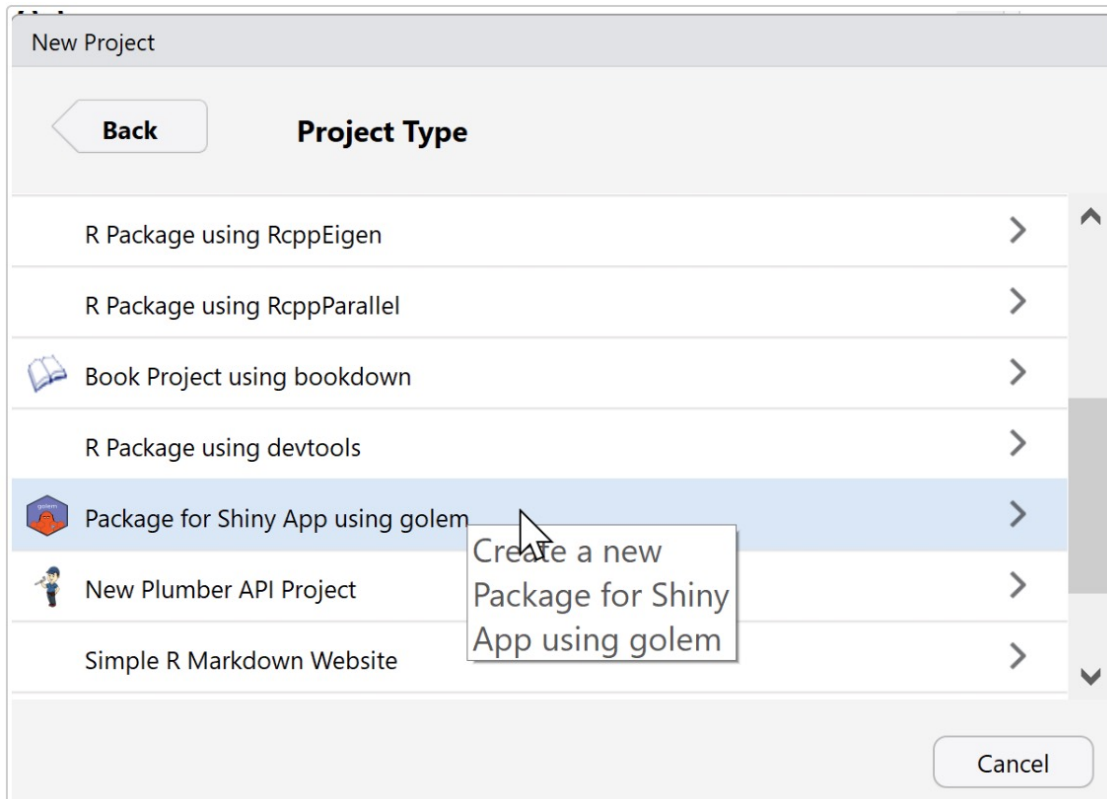 New Project
Back
Project Type
R Package using RcppEigen
R Package using RcppParallel
Book Project using bookdown
R Package using devtools
golem
Package for Shiny App using golem
Create a new
Package for Shiny
App using golem
New Plumber API Project
Simple R Markdown Website
Cancel